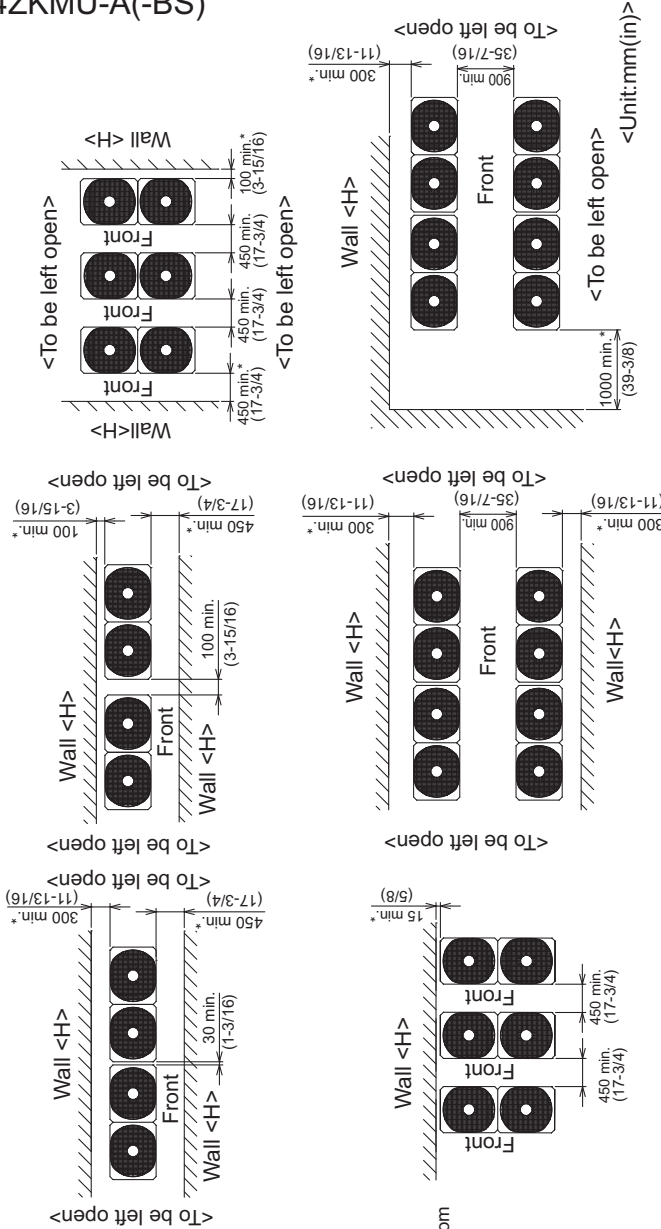 4ZKMU-A(-BS)
<To be left open>
Wall <H>
Wall<H>
Front
Front
Front
450 min.*
(17-3/4)
450 min.
(17-3/4)
450 min.
(17-3/4)
100 min.*
(3-15/16)
<To be left open>
<To be left open>
300 min.*
(11-13/16)
900 min.
(35-7/16)
Wall <H>
Front
1000 min.*
(39-3/8)
<To be left open>
<Unit:mm(in)>
<To be left open>
100 min.*
(3-15/16)
450 min.*
(17-3/4)
Wall <H>
100 min.
(3-15/16)
Front
Wall <H>
<To be left open>
<To be left open>
300 min.*
(11-13/16)
900 min.
(35-7/16)
300 min.*
(11-13/16)
Wall <H>
Front
Wall<H>
<To be left open>
<To be left open>
300 min.*
(11-13/16)
450 min.*
(17-3/4)
Wall <H>
30 min.
(1-3/16)
Front
Wall <H>
<To be left open>
15 min.*
(5/8)
Wall <H>
Front
Front
Front
450 min.
(17-3/4)
450 min.
(17-3/4)
om